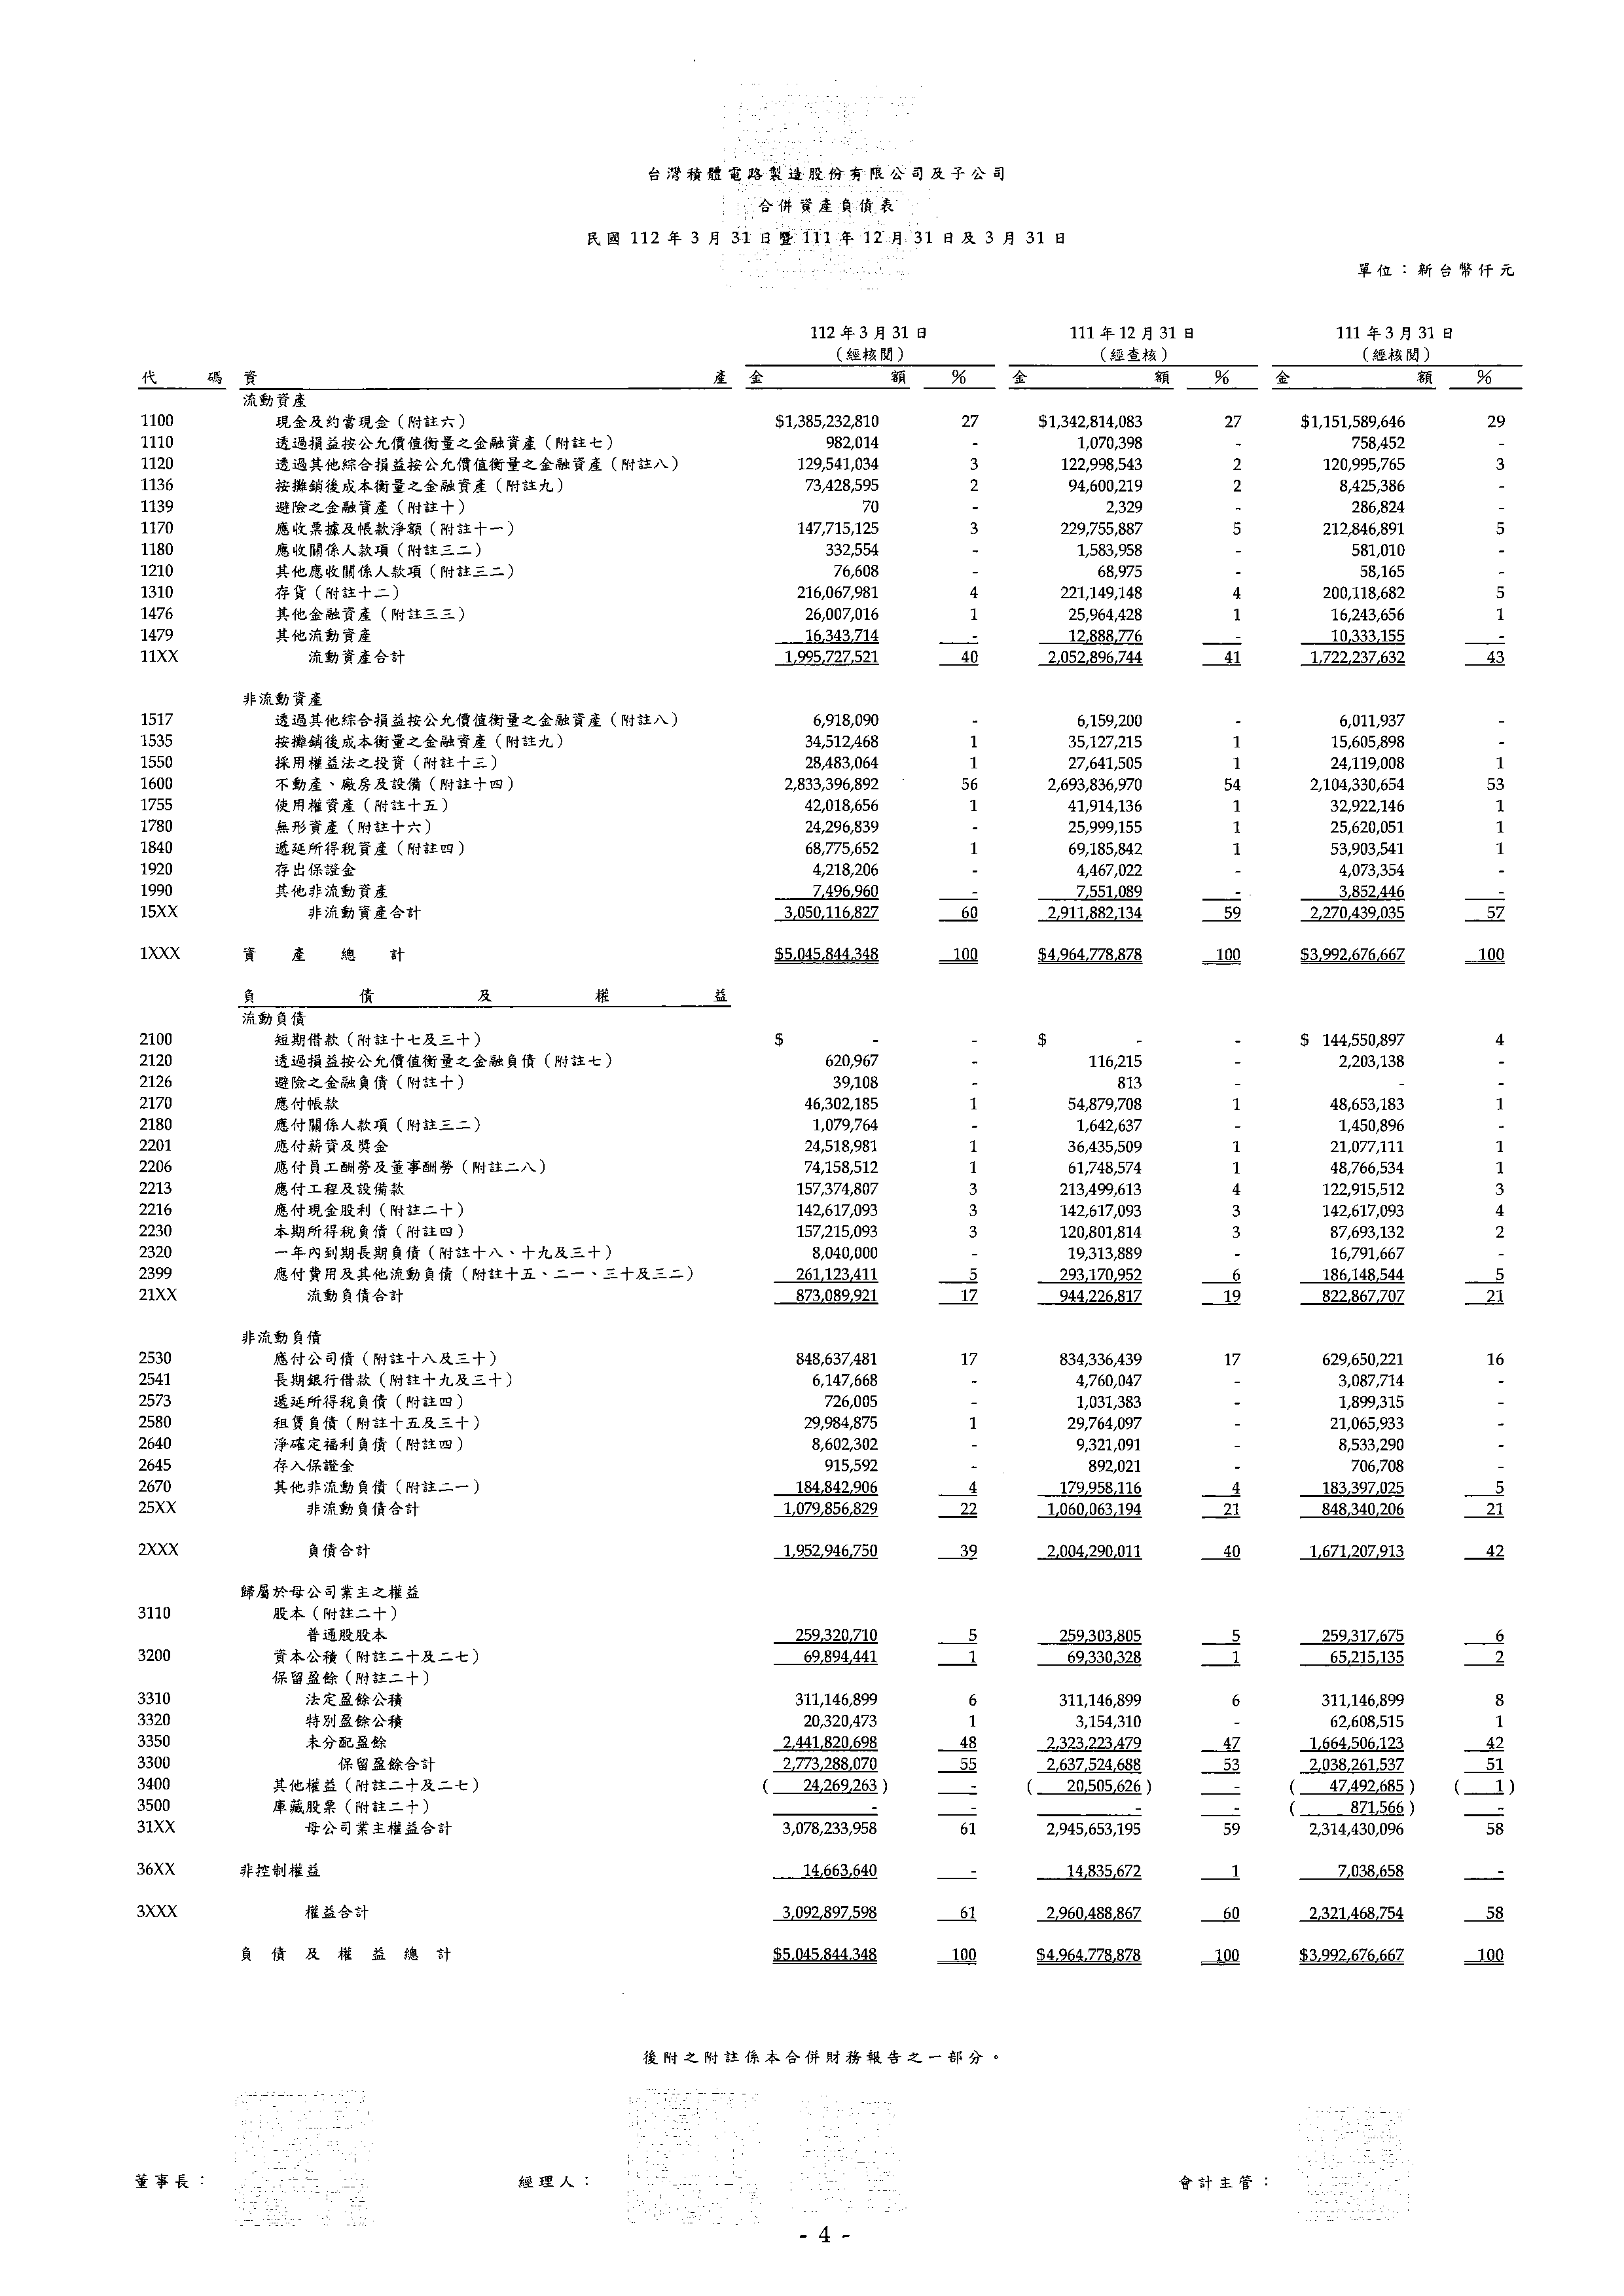 台灣積體電路製造股份有限公司及子公司
合併資產負債表
民國112年3月31日暨111年12月31日及3月31日
單位：新台幣仟元
112年3月31日 111年12月31日 111年3月31日
（經核閱） （經查核） （經核閱）
代碼 資產 金額 % 金額 % 金額 %
流動資產
1100 現金及約當現金（附註六） $1,385,232,810 27 $1,342,814,083 27 $1,151,589,646 29
1110 透過損益按公允價值衡量之金融資產（附註七） 982,014 - 1,070,398 - 758,452 -
1120 透過其他綜合損益按公允價值衡量之金融資產（附註八） 129,541,034 3 122,998,543 2 120,995,765 3
1136 按攤銷後成本衡量之金融資產（附註九） 73,428,595 2 94,600,219 2 8,425,386 -
1139 避險之金融資產（附註十） 70 - 2,329 - 286,824 -
1170 應收票據及帳款淨額（附註十一） 147,715,125 3 229,755,887 5 212,846,891 5
1180 應收關係人款項（附註三二） 332,554 - 1,583,958 - 581,010 -
1210 其他應收關係人款項（附註三二） 76,608 - 68,975 - 58,165 -
1310 存貨（附註十二） 216,067,981 4 221,149,148 4 200,118,682 5
1476 其他金融資產（附註三三） 26,007,016 1 25,964,428 1 16,243,656 1
1479 其他流動資產 16,343,714 - 12,888,776 - 10,333,155 -
11XX 流動資產合計 1,995,727,521 40 2,052,896,744 41 1,722,237,632 43
非流動資產
1517 透過其他綜合損益按公允價值衡量之金融資產（附註八） 6,918,090 - 6,159,200 - 6,011,937 -
1535 按攤銷後成本衡量之金融資產（附註九） 34,512,468 1 35,127,215 1 15,605,898 -
1550 採用權益法之投資（附註十三） 28,483,064 1 27,641,505 1 24,119,008 1
1600 不動產、廠房及設備（附註十四） 2,833,396,892 56 2,693,836,970 54 2,104,330,654 53
1755 使用權資產（附註十五） 42,018,656 1 41,914,136 1 32,922,146 1
1780 無形資產（附註十六） 24,296,839 - 25,999,155 1 25,620,051 1
1840 遞延所得稅資產（附註四） 68,775,652 1 69,185,842 1 53,903,541 1
1920 存出保證金 4,218,206 - 4,467,022 - 4,073,354 -
1990 其他非流動資產 7,496,960 - 7,551,089 - 3,852,446 -
15XX 非流動資產合計 3,050,116,827 60 2,911,882,134 59 2,270,439,035 57
1XXX 資產總計 $5,045,844,348 100 $4,964,778,878 100 $3,992,676,667 100
負債及權益
流動負債
2100 短期借款（附註十七及三十） $ - - $ - - $ 144,550,897 4
2120 透過損益按公允價值衡量之金融負債（附註七） 620,967 - 116,215 - 2,203,138 -
2126 避險之金融負債（附註十） 39,108 - 813 - - -
2170 應付帳款 46,302,185 1 54,879,708 1 48,653,183 1
2180 應付關係人款項（附註三二） 1,079,764 - 1,642,637 - 1,450,896 -
2201 應付薪資及獎金 24,518,981 1 36,435,509 1 21,077,111 1
2206 應付員工酬勞及董事酬勞（附註二八） 74,158,512 1 61,748,574 1 48,766,534 1
2213 應付工程及設備款 157,374,807 3 213,499,613 4 122,915,512 3
2216 應付現金股利（附註二十） 142,617,093 3 142,617,093 3 142,617,093 4
2230 本期所得稅負債（附註四） 157,215,093 3 120,801,814 3 87,693,132 2
2320 一年內到期長期負債（附註十八、十九及三十） 8,040,000 - 19,313,889 - 16,791,667 -
2399 應付費用及其他流動負債（附註十五、二一、三十及三二） 261,123,411 5 293,170,952 6 186,148,544 5
21XX 流動負債合計 873,089,921 17 944,226,817 19 822,867,707 21
非流動負債
2530 應付公司債（附註十八及三十） 848,637,481 17 834,336,439 17 629,650,221 16
2541 長期銀行借款（附註十九及三十） 6,147,668 - 4,760,047 - 3,087,714 -
2573 遞延所得稅負債（附註四） 726,005 - 1,031,383 - 1,899,315 -
2580 租賃負債（附註十五及三十） 29,984,875 1 29,764,097 - 21,065,933 -
2640 淨確定福利負債（附註四） 8,602,302 - 9,321,091 - 8,533,290 -
2645 存入保證金 915,592 - 892,021 - 706,708 -
2670 其他非流動負債（附註二一） 184,842,906 4 179,958,116 4 183,397,025 5
25XX 非流動負債合計 1,079,856,829 22 1,060,063,194 21 848,340,206 21
2XXX 負債合計 1,952,946,750 39 2,004,290,011 40 1,671,207,913 42
歸屬於母公司業主之權益
3110 股本（附註二十）
普通股股本 259,320,710 5 259,303,805 5 259,317,675 6
3200 資本公積（附註二十及二七） 69,894,441 1 69,330,328 1 65,215,135 2
保留盈餘（附註二十）
3310 法定盈餘公積 311,146,899 6 311,146,899 6 311,146,899 8
3320 特別盈餘公積 20,320,473 1 3,154,310 - 62,608,515 1
3350 未分配盈餘 2,441,820,698 48 2,323,223,479 47 1,664,506,123 42
3300 保留盈餘合計 2,773,288,070 55 2,637,524,688 53 2,038,261,537 51
3400 其他權益（附註二十及二七） ( 24,269,263 ) - ( 20,505,626 ) - ( 47,492,685 ) ( 1 )
3500 庫藏股票（附註二十） - - - - ( 871,566 ) -
31XX 母公司業主權益合計 3,078,233,958 61 2,945,653,195 59 2,314,430,096 58
36XX 非控制權益 14,663,640 - 14,835,672 1 7,038,658 -
3XXX 權益合計 3,092,897,598 61 2,960,488,867 60 2,321,468,754 58
負債及權益總計 $5,045,844,348 100 $4,964,778,878 100 $3,992,676,667 100
後附之附註係本合併財務報告之一部分。
董事長： 經理人： 會計主管：
- 4 -